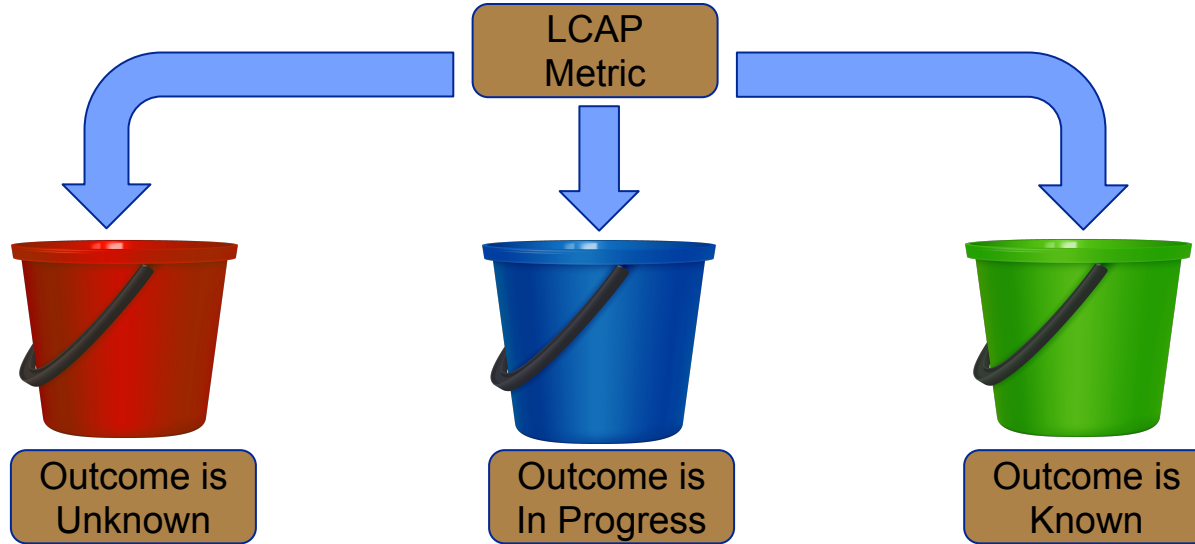 LCAP
Metric
Outcome is
Unknown
Outcome is
In Progress
Outcome is
Known